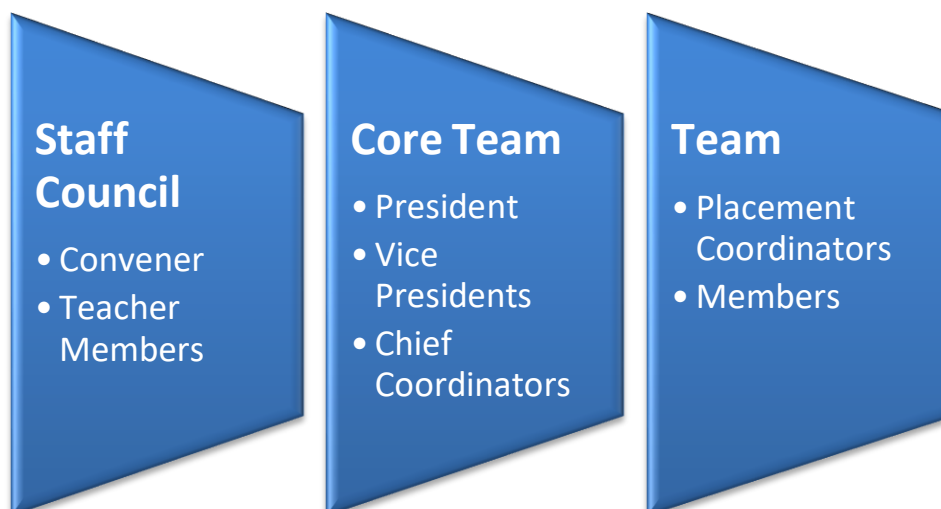 Staff
Council
• Convener
• Teacher
Members
Core Team
• President
• Vice
Presidents
• Chief
Coordinators
Team
• Placement
Coordinators
• Members